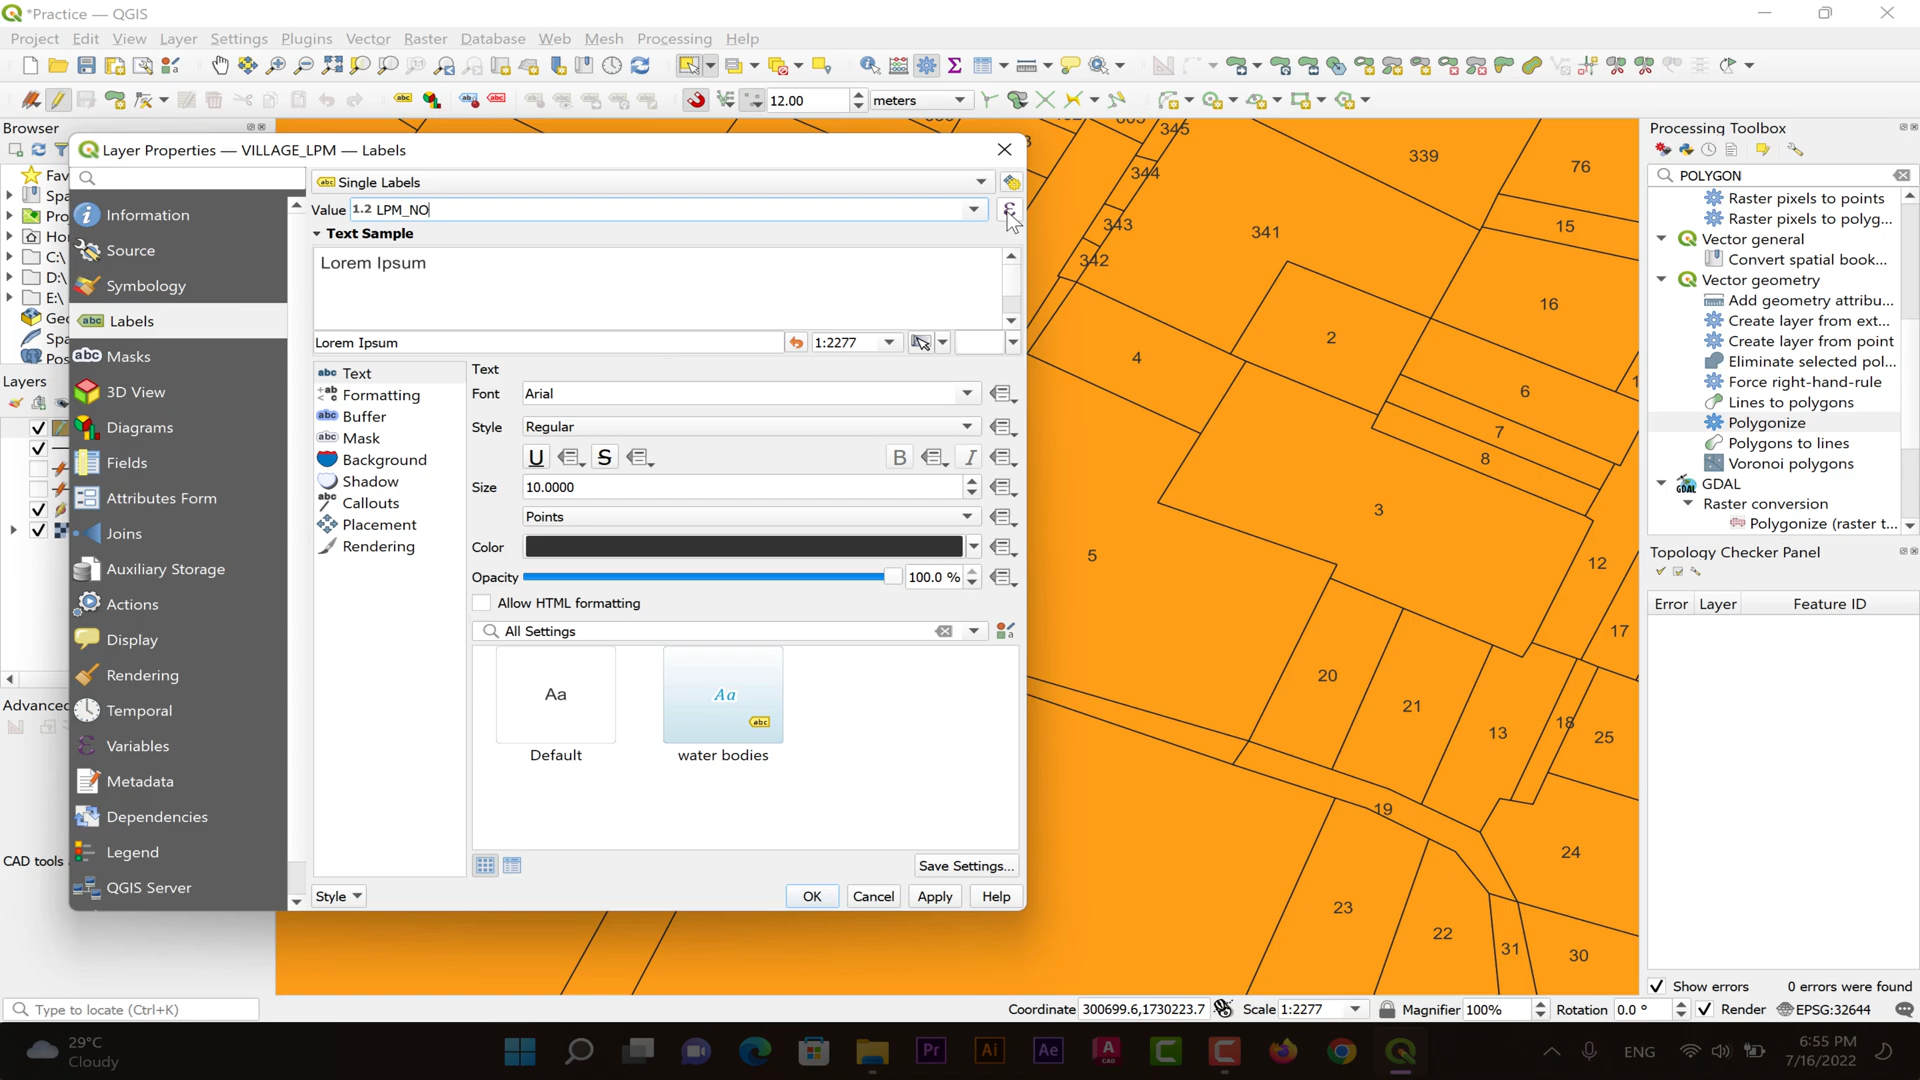 *Practice — QGIS
Project Edit View Layer Settings Plugins Vector Raster Database Web Mesh Processing Help
12.00 meters
Browser
Fav
Spa
Pro
Ho
C:\
D:\
E:\
Geo
Spa
Pos
Layers
Advanced
CAD tools a
Layer Properties — VILLAGE_LPM — Labels
Information
Source
Symbology
Labels
Masks
3D View
Diagrams
Fields
Attributes Form
Joins
Auxiliary Storage
Actions
Display
Rendering
Temporal
Variables
Metadata
Dependencies
Legend
QGIS Server
Single Labels
Value 1.2 LPM_NO
Text Sample
Lorem Ipsum
Lorem Ipsum 1:2277
Text
Formatting
Buffer
Mask
Background
Shadow
Callouts
Placement
Rendering
Text
Font Arial
Style Regular
U S B I
Size 10.0000
Points
Color
Opacity 100.0 %
Allow HTML formatting
All Settings
Aa Aa
abc
Default water bodies
Save Settings...
Style OK Cancel Apply Help
345
339
76
344
343
341
15
342
16
2
4
6
7
8
3
5
12
17
20
21
13
18
25
19
24
23
22
31
30
Processing Toolbox
POLYGON
Raster pixels to points
Raster pixels to polyg...
Vector general
Convert spatial book...
Vector geometry
Add geometry attribu...
Create layer from ext...
Create layer from point
Eliminate selected pol...
Force right-hand-rule
Lines to polygons
Polygonize
Polygons to lines
Voronoi polygons
GDAL
Raster conversion
Polygonize (raster t...
Topology Checker Panel
Error Layer Feature ID
Show errors 0 errors were found
Type to locate (Ctrl+K) Coordinate 300699.6,1730223.7 Scale 1:2277 Magnifier 100% Rotation 0.0 ° Render EPSG:32644
29°C
Cloudy
Pr Ai Ae
ENG
6:55 PM
7/16/2022